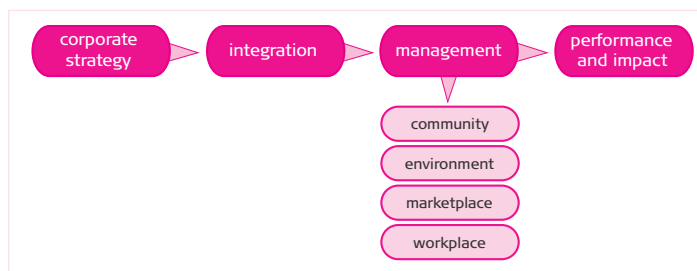 corporate
strategy
integration
management
performance
and impact
community
environment
marketplace
workplace